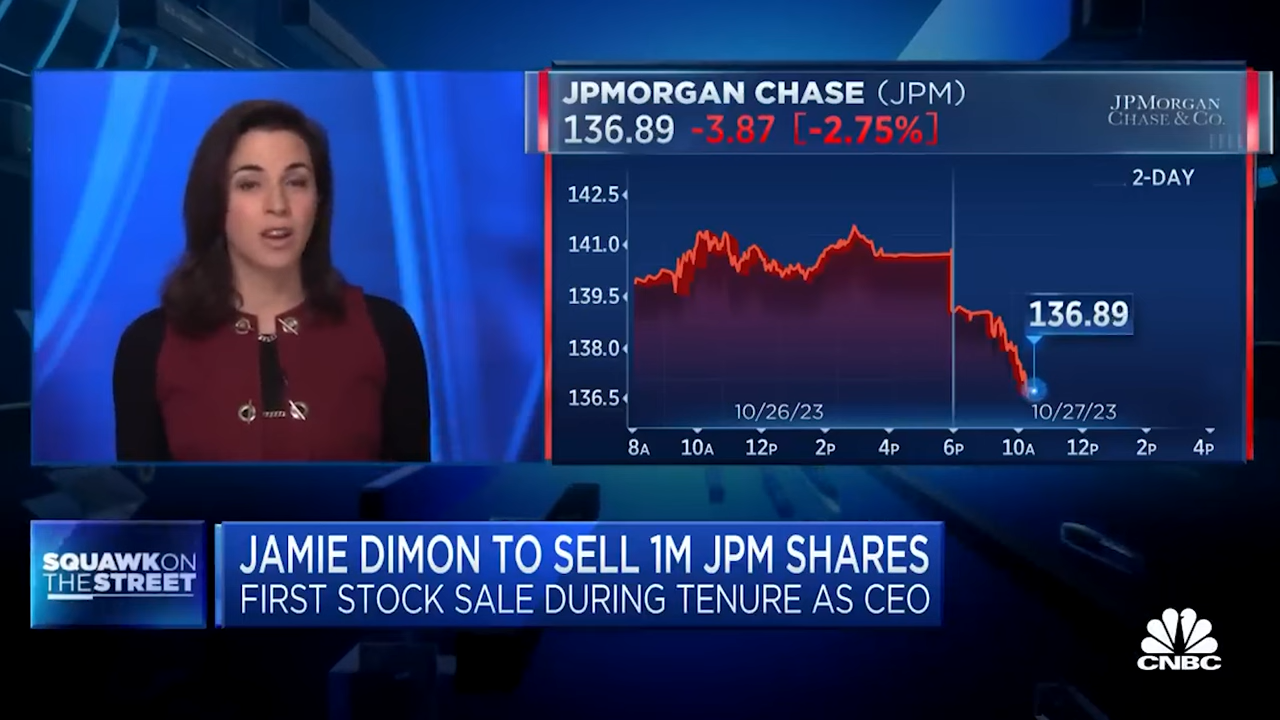 JPMORGAN CHASE (JPM)
136.89 -3.87 [-2.75%]
JPMORGAN
CHASE & CO.
2-DAY
142.5
141.0
139.5
138.0
136.5
136.89
10/26/23 10/27/23
8A 10A 12P 2P 4P 6P 10A 12P 2P 4P
SQUAWK ON
THE STREET
JAMIE DIMON TO SELL 1M JPM SHARES
FIRST STOCK SALE DURING TENURE AS CEO
CNBC